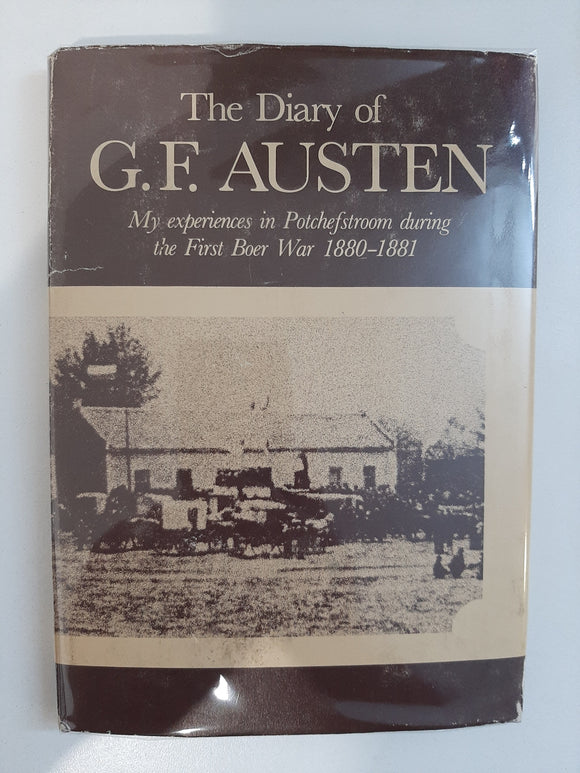 The Diary of
G.F. AUSTEN
My experiences in Potchefstroom during
the First Boer War 1880–1881